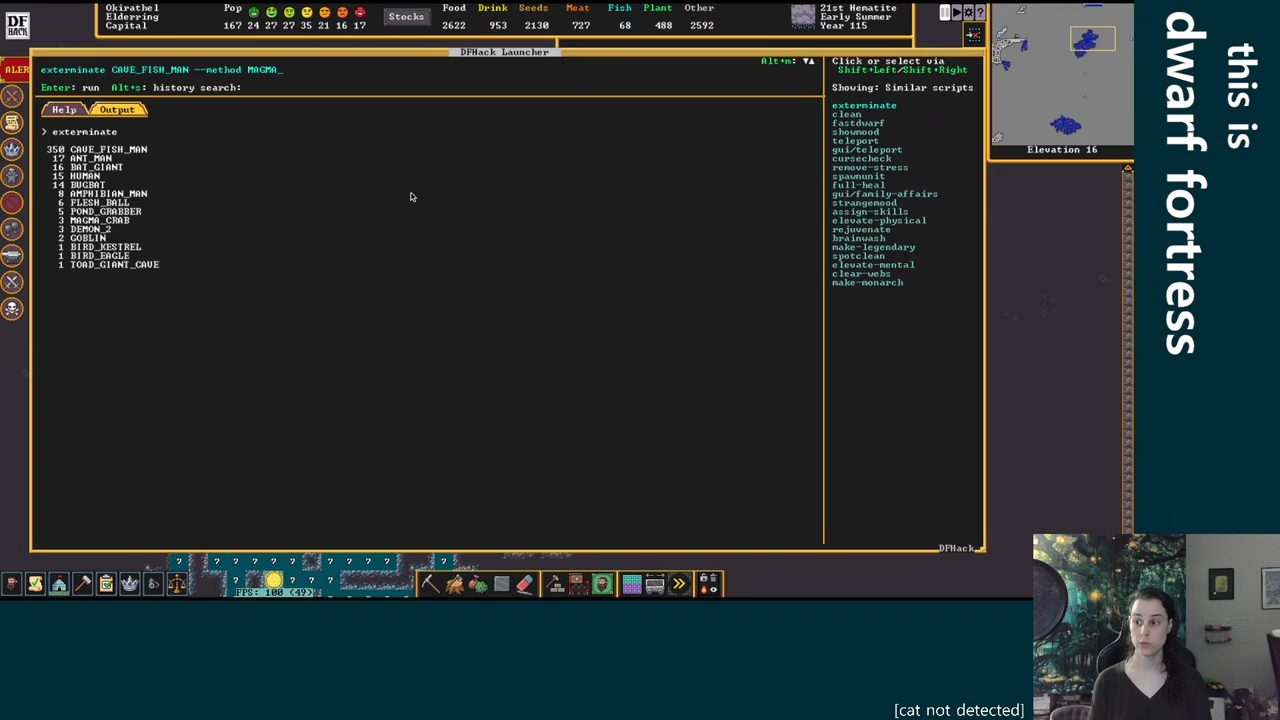 DF
HACK
Okirathel
Elderring
Capital
Pop
167 24 27 27 35 21 16 17
Stocks
Food Drink Seeds Meat Fish Plant Other
2622 953 2130 727 68 488 2592
21st Hematite
Early Summer
Year 115
Elevation 16
ALER
DFHack Launcher
exterminate CAVE_FISH_MAN --method MAGMA_
Alt+m: ▼▲
Enter: run Alt+s: history search:
Help Output
> exterminate
350 CAVE_FISH_MAN
17 ANT_MAN
16 BAT_GIANT
15 HUMAN
14 BUGBAT
8 AMPHIBIAN_MAN
6 FLESH_BALL
5 POND_GRABBER
3 MAGMA_CRAB
3 DEMON_2
2 GOBLIN
1 BIRD_KESTREL
1 BIRD_EAGLE
1 TOAD_GIANT_CAVE
Click or select via
Shift+Left/Shift+Right
Showing: Similar scripts
exterminate
clean
fastdwarf
showmood
teleport
gui/teleport
cursecheck
remove-stress
spawnunit
full-heal
gui/family-affairs
strangemood
assign-skills
elevate-physical
rejuvenate
brainwash
make-legendary
spotclean
elevate-mental
clear-webs
make-monarch
DFHack
FPS: 100 (49)
this is
dwarf fortress
[cat not detected]